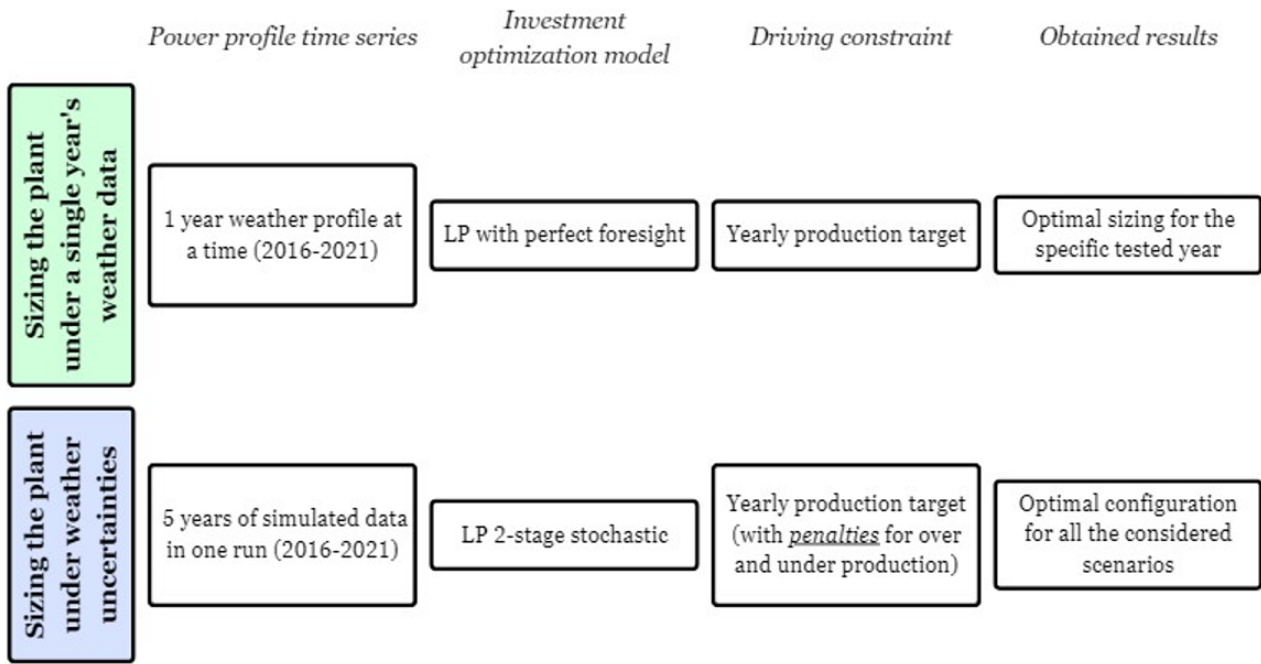 Power profile time series
Investment
optimization model
Driving constraint
Obtained results
Sizing the plant
under a single year's
weather data
1 year weather profile at
a time (2016-2021)
LP with perfect foresight
Yearly production target
Optimal sizing for the
specific tested year
Sizing the plant
under weather
uncertainties
5 years of simulated data
in one run (2016-2021)
LP 2-stage stochastic
Yearly production target
(with penalties for over
and under production)
Optimal configuration
for all the considered
scenarios